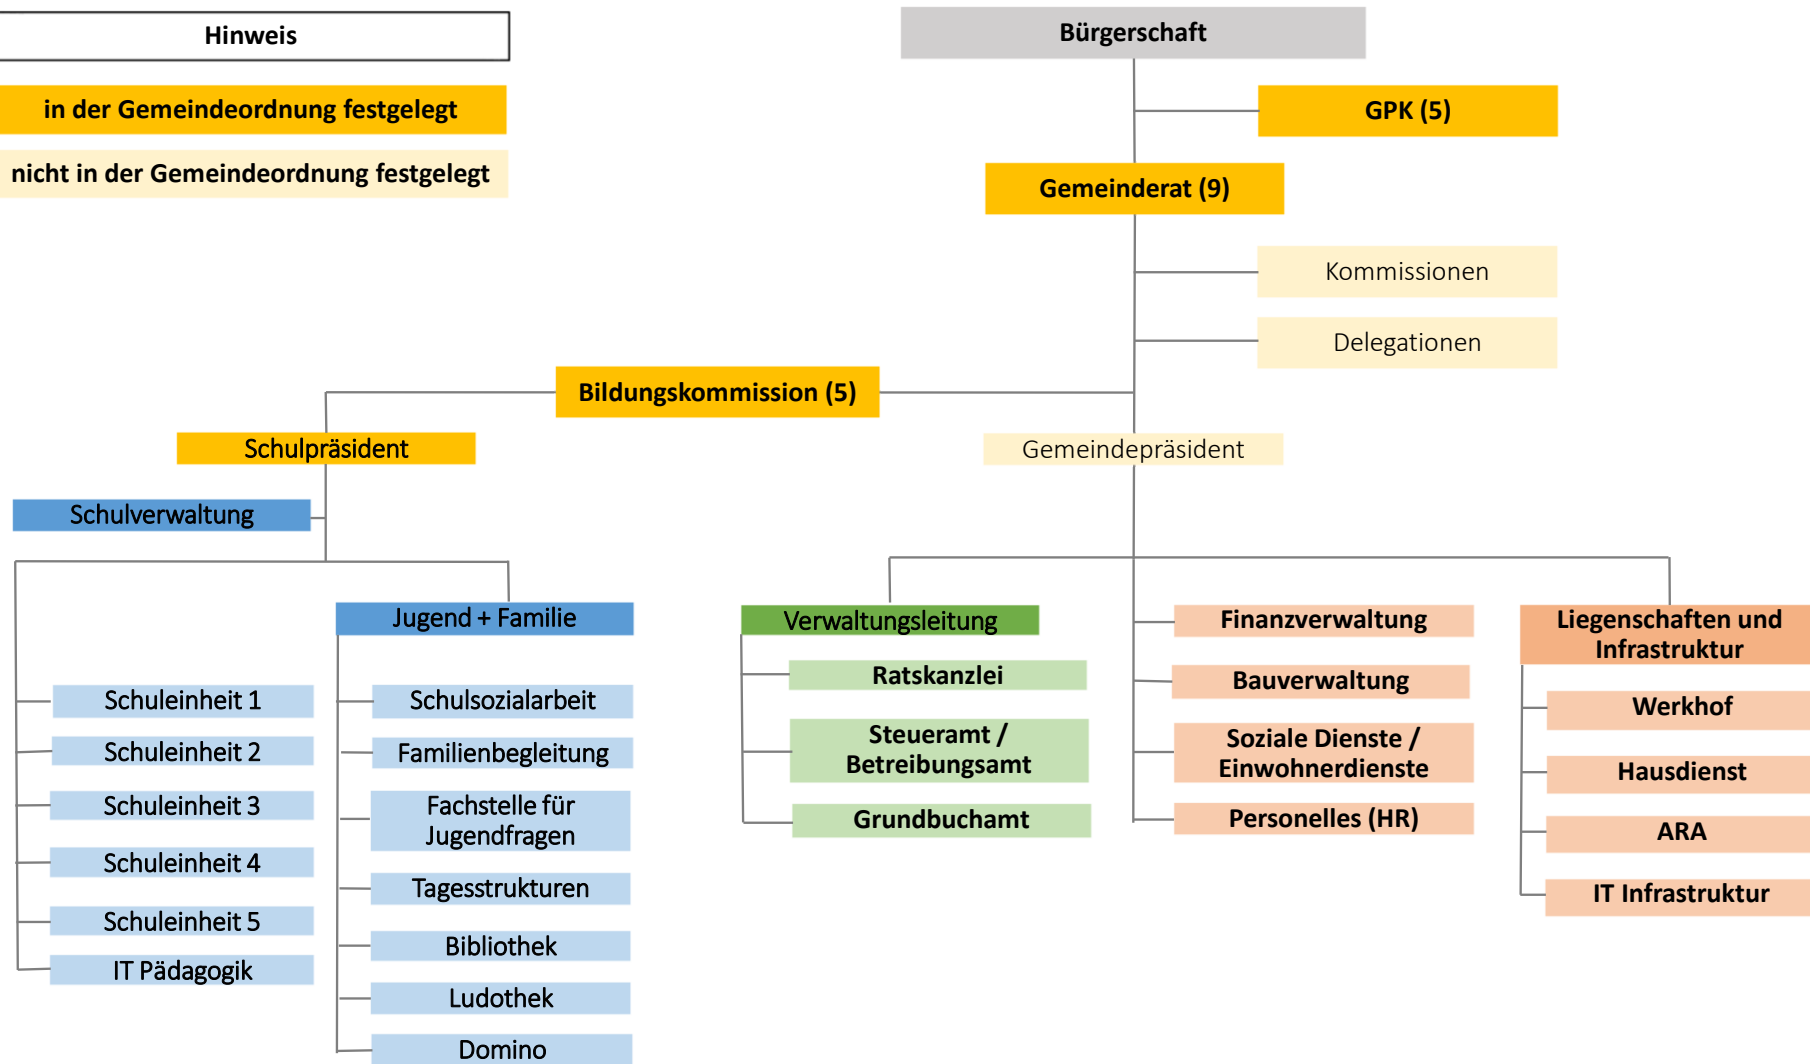 Hinweis
in der Gemeindeordnung festgelegt
nicht in der Gemeindeordnung festgelegt
Bürgerschaft
GPK (5)
Gemeinderat (9)
Kommissionen
Delegationen
Bildungskommission (5)
Schulpräsident
Gemeindepräsident
Schulverwaltung
Schuleinheit 1
Schuleinheit 2
Schuleinheit 3
Schuleinheit 4
Schuleinheit 5
IT Pädagogik
Jugend + Familie
Schulsozialarbeit
Familienbegleitung
Fachstelle für
Jugendfragen
Tagesstrukturen
Bibliothek
Ludothek
Domino
Verwaltungsleitung
Ratskanzlei
Steueramt /
Betreibungsamt
Grundbuchamt
Finanzverwaltung
Bauverwaltung
Soziale Dienste /
Einwohnerdienste
Personelles (HR)
Liegenschaften und
Infrastruktur
Werkhof
Hausdienst
ARA
IT Infrastruktur